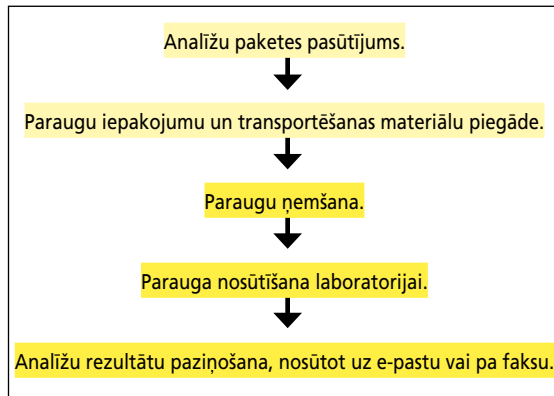 Analīžu paketes pasūtījums.
Paraugu iepakojumu un transportēšanas materiālu piegāde.
Paraugu ņemšana.
Parauga nosūtīšana laboratorijai.
Analīžu rezultātu paziņošana, nosūtot uz e-pastu vai pa faksu.